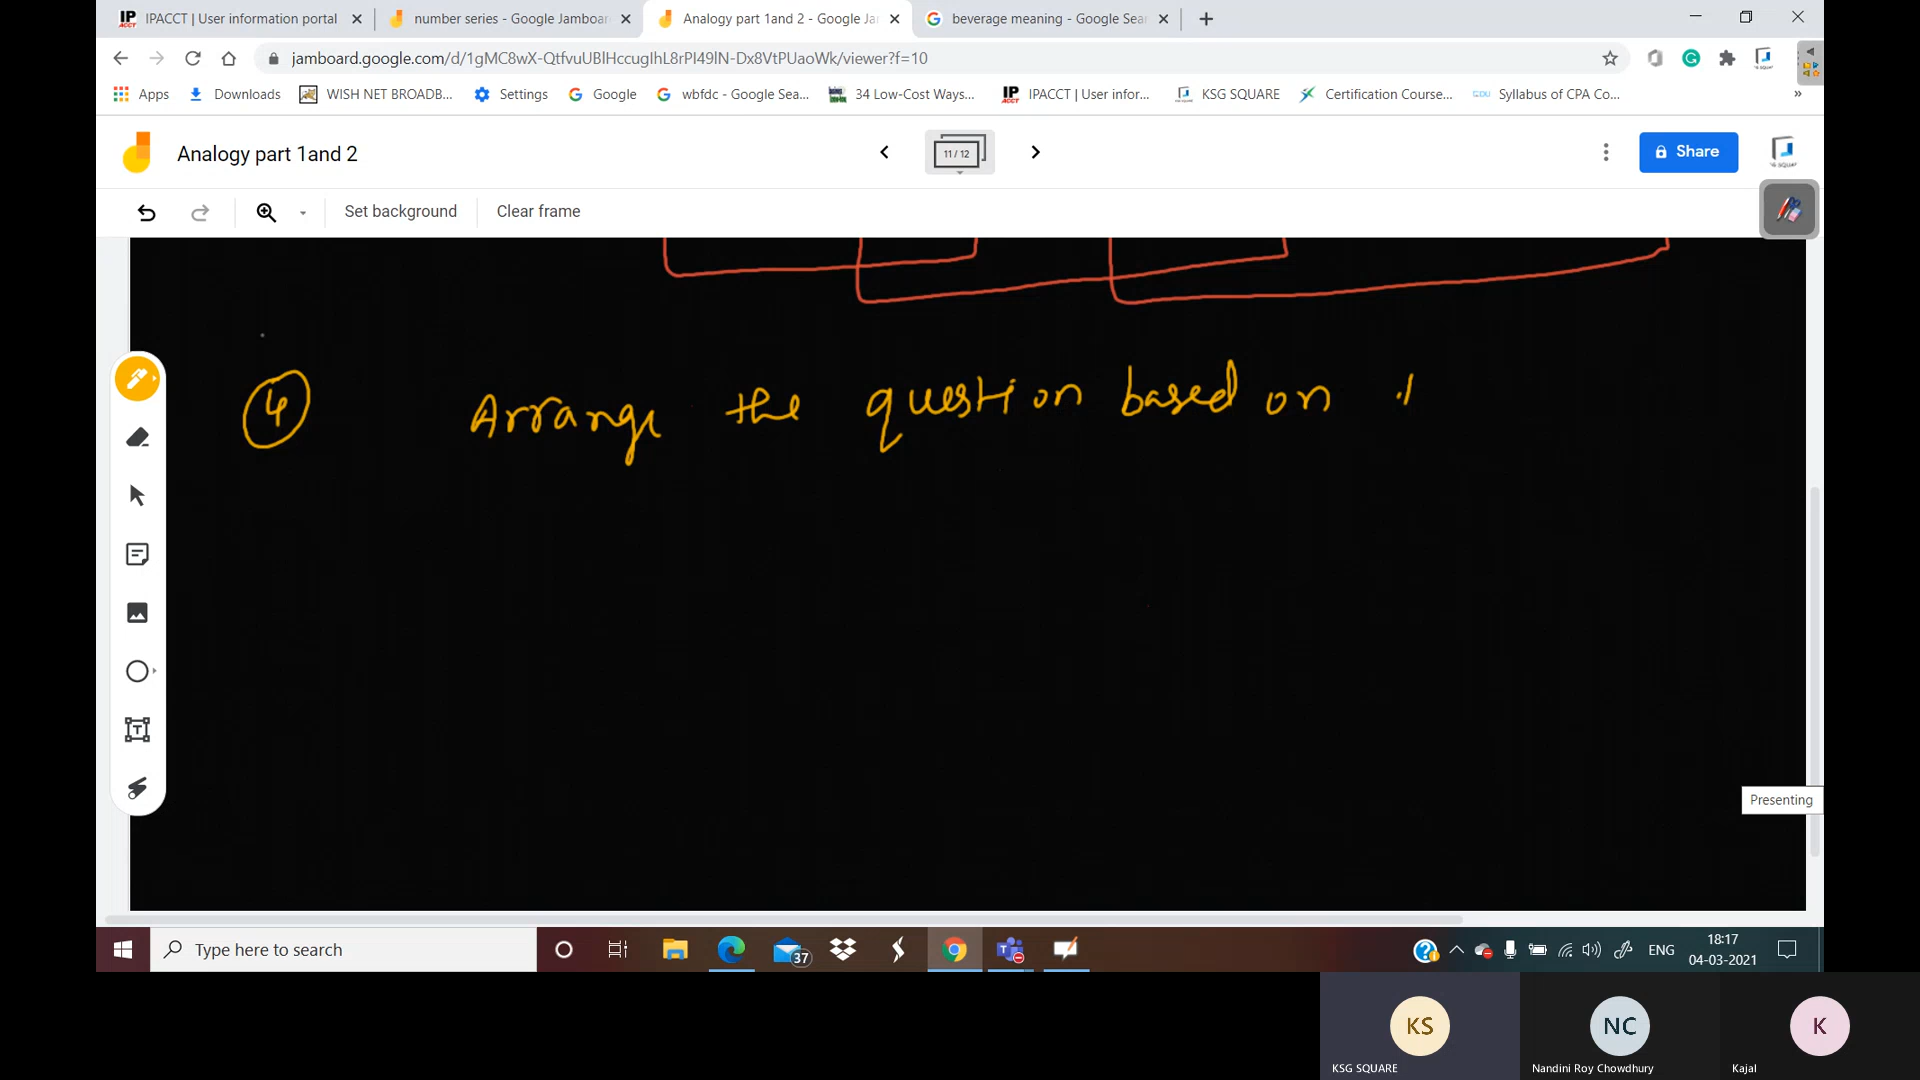 IPACCT | User information portal
number series - Google Jamboar
Analogy part 1and 2 - Google Ja
beverage meaning - Google Sea
jamboard.google.com/d/1gMC8wX-QtfvuUBlHccugIhL8rPI49lN-Dx8VtPUaoWk/viewer?f=10
Apps Downloads WISH NET BROADB... Settings Google wbfdc - Google Sea... 34 Low-Cost Ways... IP ACCT IPACCT | User infor... KSG SQUARE Certification Course... Syllabus of CPA Co... »
Analogy part 1and 2
11 / 12
Share
Set background Clear frame
4 Arrange the question based on
Presenting
Type here to search
37
ENG
18:17
04-03-2021
KS NC K
KSG SQUARE Nandini Roy Chowdhury Kajal